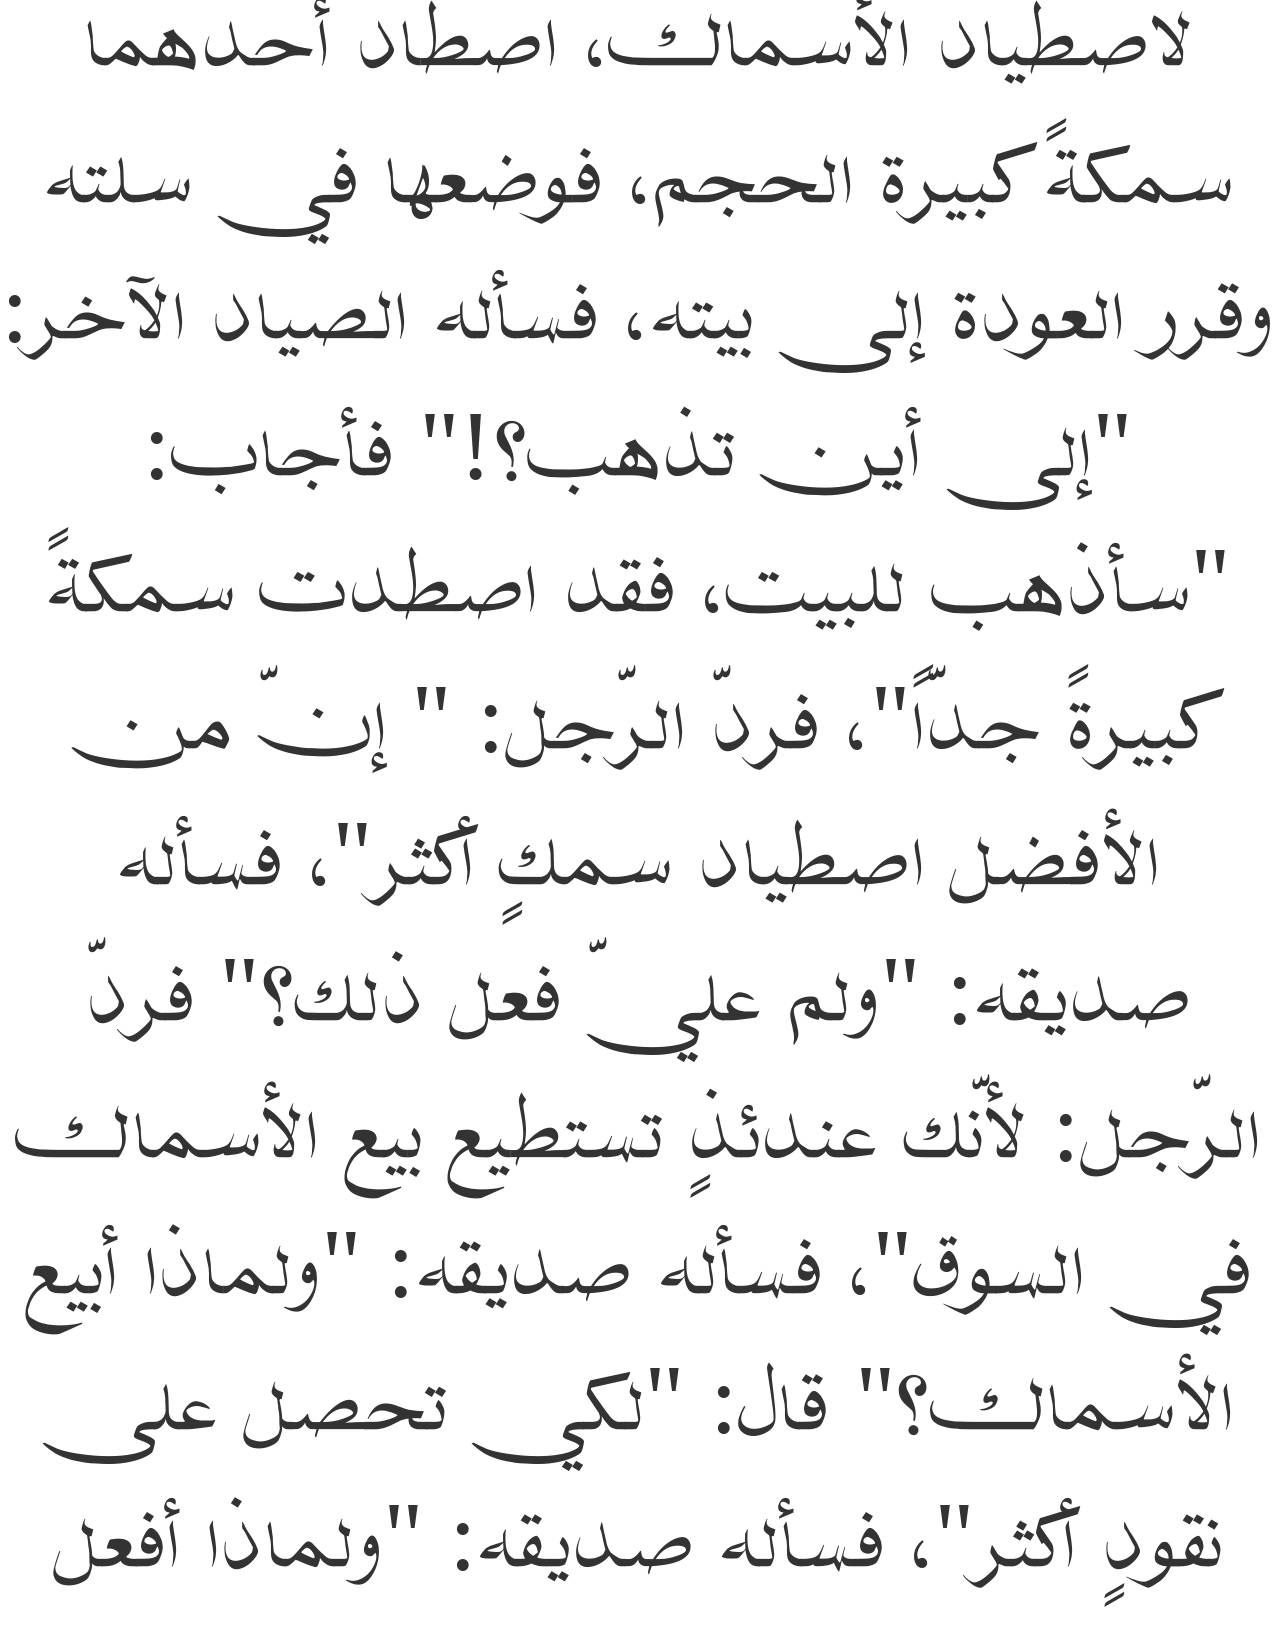 لاصطياد الأسماك، اصطاد أحدهما
سمكةً كبيرة الحجم، فوضعها في سلته
وقرر العودة إلى بيته، فسأله الصياد الآخر:
"إلى أين تذهب؟!" فأجاب:
"سأذهب للبيت، فقد اصطدت سمكةً
كبيرةً جدّاً"، فردّ الرّجل: " إنّ من
الأفضل اصطياد سمكٍ أكثر"، فسأله
صديقه: "ولم عليّ فعل ذلك؟" فردّ
الرّجل: لأنّك عندئذٍ تستطيع بيع الأسماك
في السوق"، فسأله صديقه: "ولماذا أبيع
الأسماك؟" قال: "لكي تحصل على
نقودٍ أكثر"، فسأله صديقه: "ولماذا أفعل